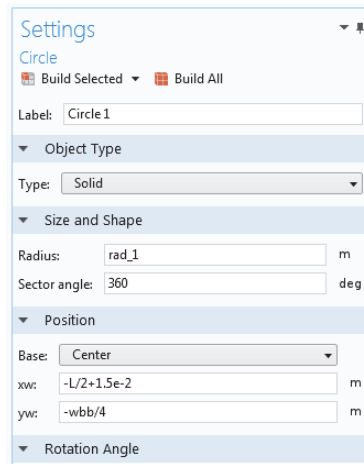 Settings
Circle
Build Selected Build All
Label: Circle 1
Object Type
Type: Solid
Size and Shape
Radius: rad_1 m
Sector angle: 360 deg
Position
Base: Center
xw: -L/2+1.5e-2 m
yw: -wbb/4 m
Rotation Angle